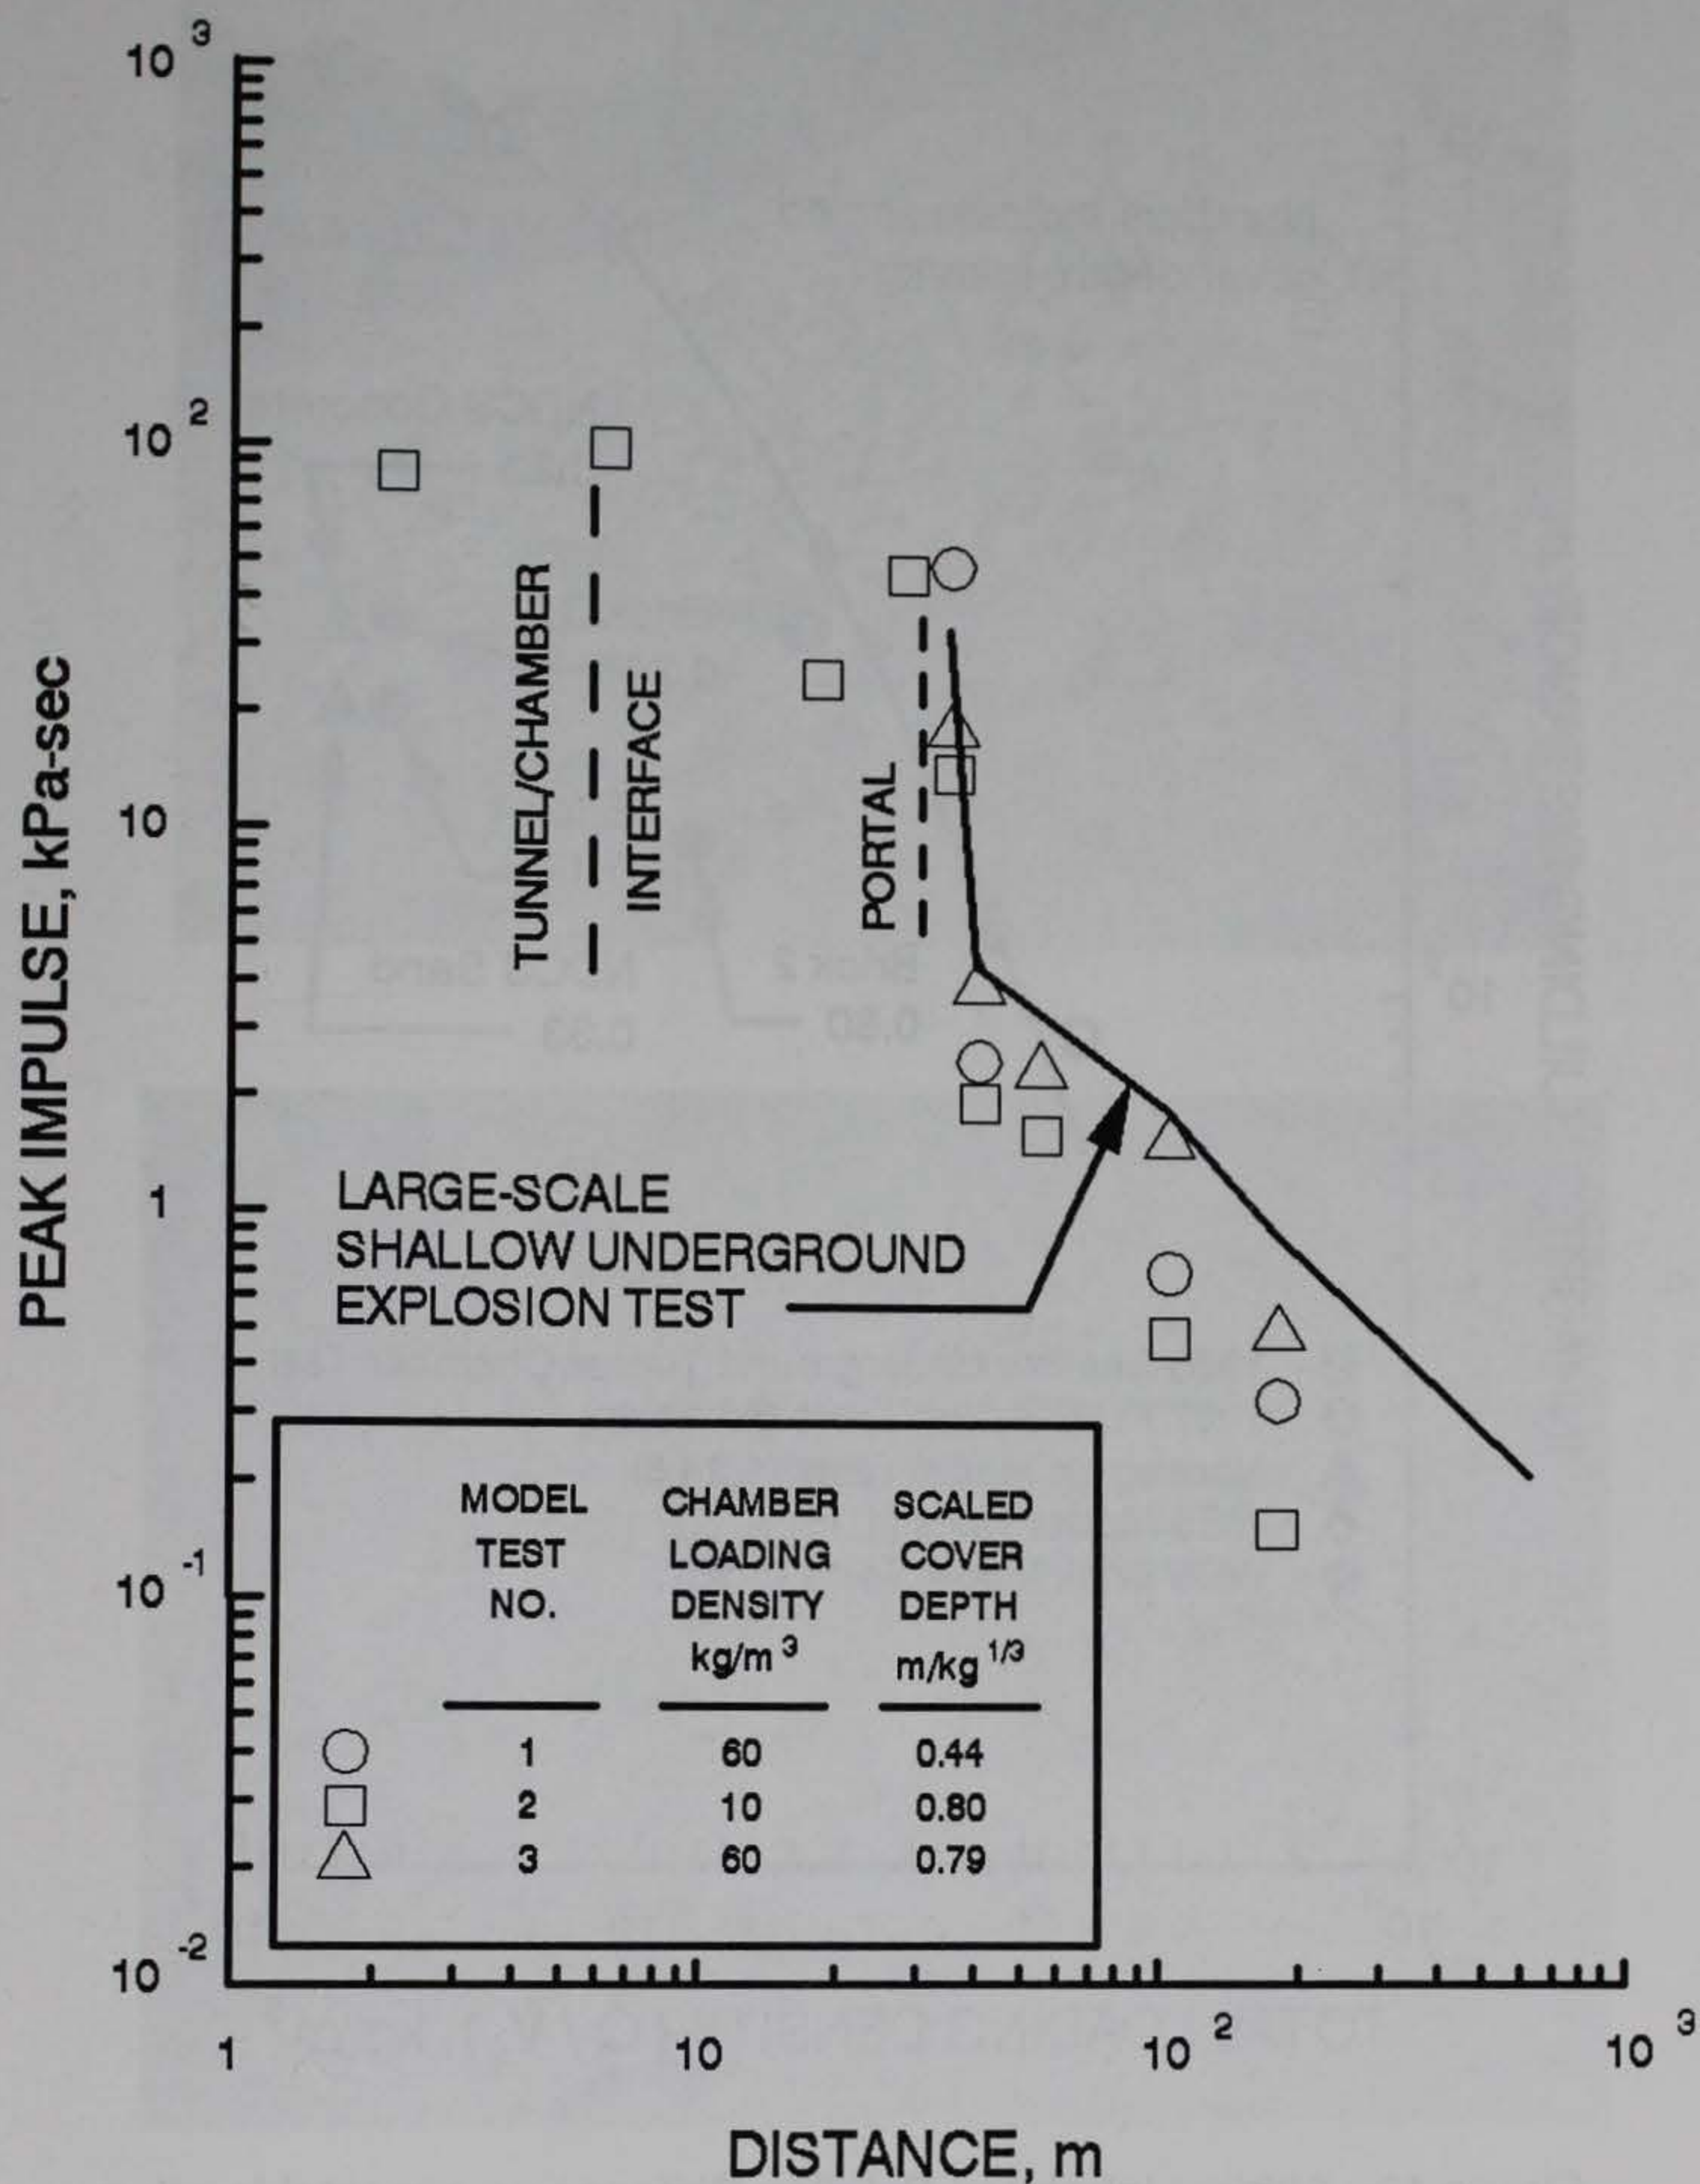 10 3
10 2
10
1
10 -1
10 -2
PEAK IMPULSE, kPa-sec
TUNNEL/CHAMBER
INTERFACE
PORTAL
LARGE-SCALE
SHALLOW UNDERGROUND
EXPLOSION TEST
MODEL CHAMBER SCALED
TEST LOADING COVER
NO. DENSITY DEPTH
kg/m 3 m/kg 1/3
1 60 0.44
2 10 0.80
3 60 0.79
1 10 10 2 10 3
DISTANCE, m